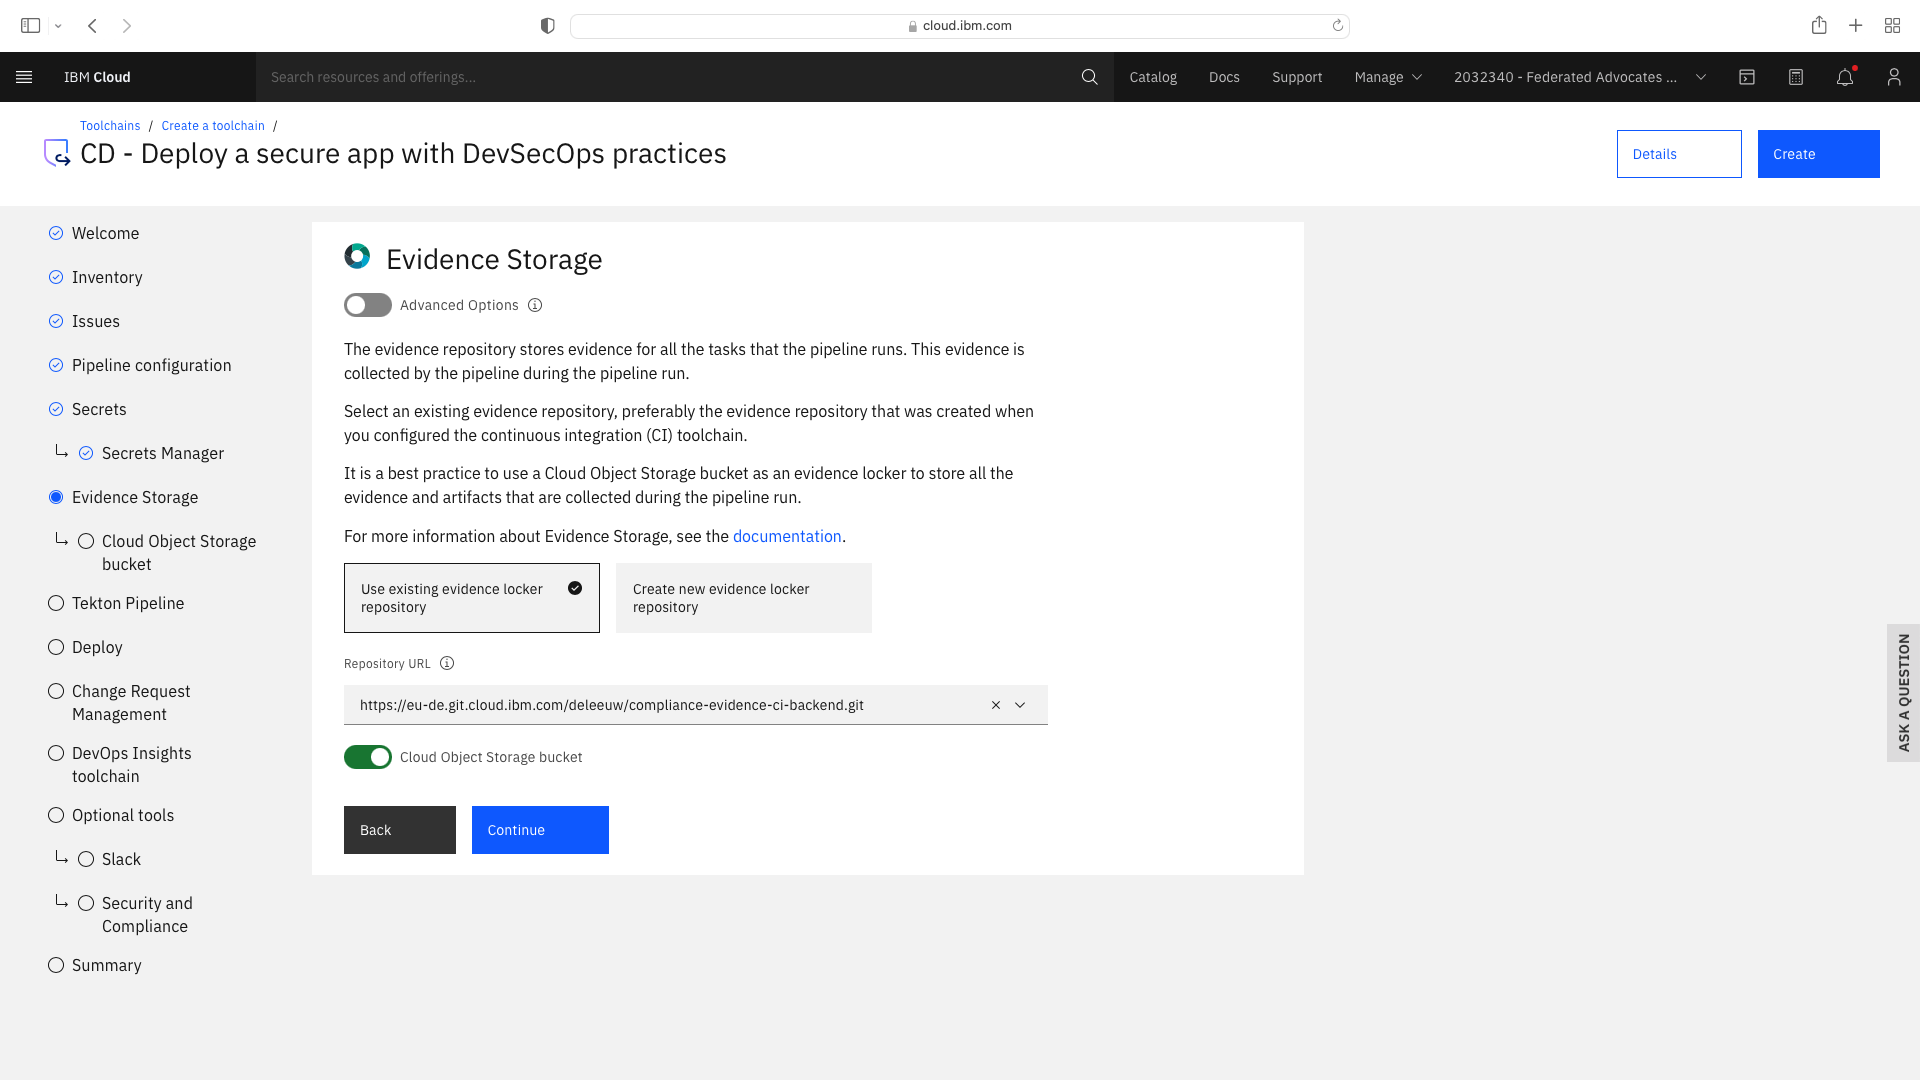 cloud.ibm.com
IBM Cloud
Search resources and offerings...
Catalog
Docs
Support
Manage
2032340 - Federated Advocates ...
Toolchains / Create a toolchain /
CD - Deploy a secure app with DevSecOps practices
Details
Create
Welcome
Inventory
Issues
Pipeline configuration
Secrets
Secrets Manager
Evidence Storage
Cloud Object Storage
bucket
Tekton Pipeline
Deploy
Change Request
Management
DevOps Insights
toolchain
Optional tools
Slack
Security and
Compliance
Summary
Evidence Storage
Advanced Options
The evidence repository stores evidence for all the tasks that the pipeline runs. This evidence is
collected by the pipeline during the pipeline run.
Select an existing evidence repository, preferably the evidence repository that was created when
you configured the continuous integration (CI) toolchain.
It is a best practice to use a Cloud Object Storage bucket as an evidence locker to store all the
evidence and artifacts that are collected during the pipeline run.
For more information about Evidence Storage, see the documentation.
Use existing evidence locker
repository
Create new evidence locker
repository
Repository URL
https://eu-de.git.cloud.ibm.com/deleeuw/compliance-evidence-ci-backend.git
Cloud Object Storage bucket
Back
Continue
ASK A QUESTION